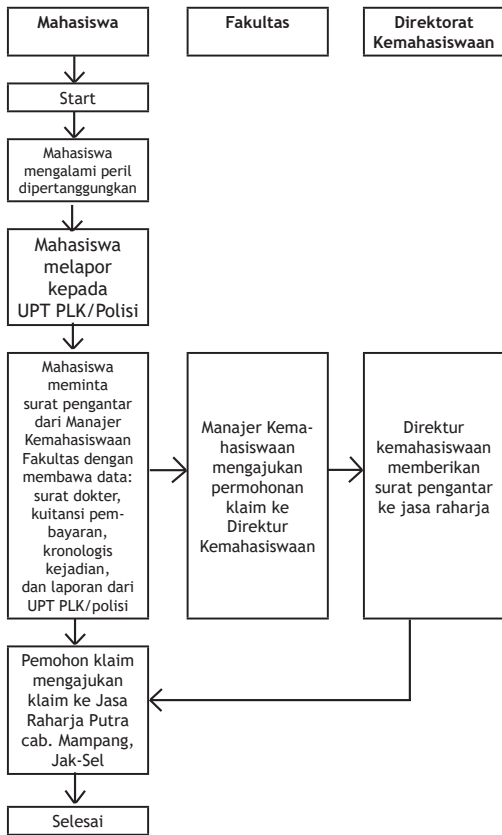 Mahasiswa
Fakultas
Direktorat
Kemahasiswaan
Start
Mahasiswa
mengalami peril
dipertanggungkan
Mahasiswa
melapor
kepada
UPT PLK/Polisi
Mahasiswa
meminta
surat pengantar
dari Manajer
Kemahasiswaan
Fakultas dengan
membawa data:
surat dokter,
kuitansi pem-
bayaran,
kronologis
kejadian,
dan laporan dari
UPT PLK/polisi
Manajer Kema-
hasiswaan
mengajukan
permohonan
klaim ke
Direktur
Kemahasiswaan
Direktur
kemahasiswaan
memberikan
surat pengantar
ke jasa raharja
Pemohon klaim
mengajukan
klaim ke Jasa
Raharja Putra
cab. Mampang,
Jak-Sel
Selesai